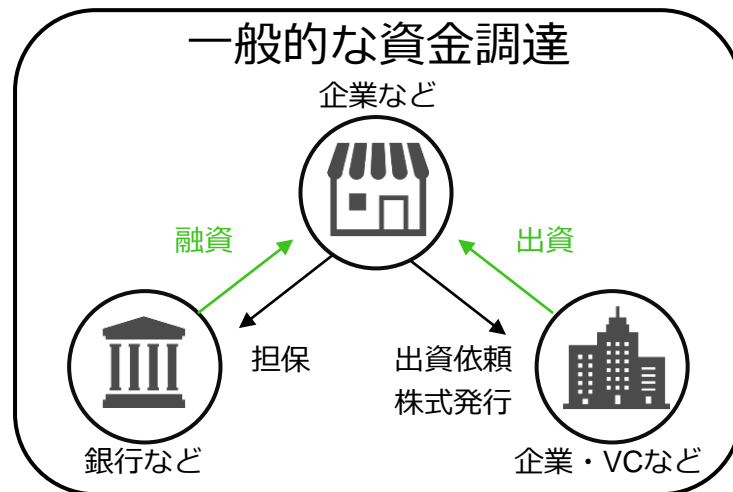 一般的な資金調達
企業など
融資
出資
担保
出資依頼
株式発行
銀行など
企業・VCなど